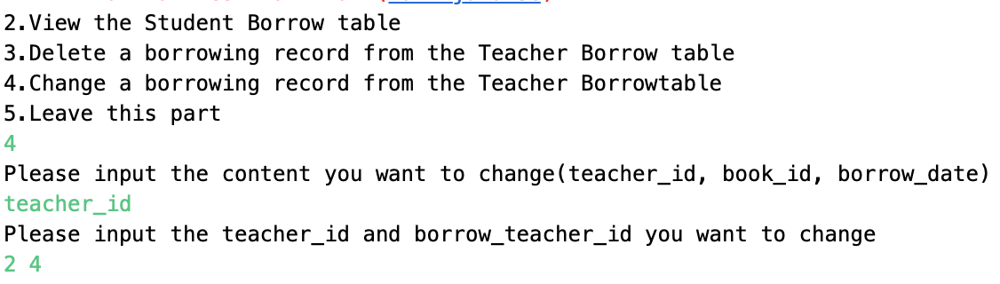 2.View the Student Borrow table
3.Delete a borrowing record from the Teacher Borrow table
4.Change a borrowing record from the Teacher Borrowtable
5.Leave this part
4
Please input the content you want to change(teacher_id, book_id, borrow_date)
teacher_id
Please input the teacher_id and borrow_teacher_id you want to change
2 4